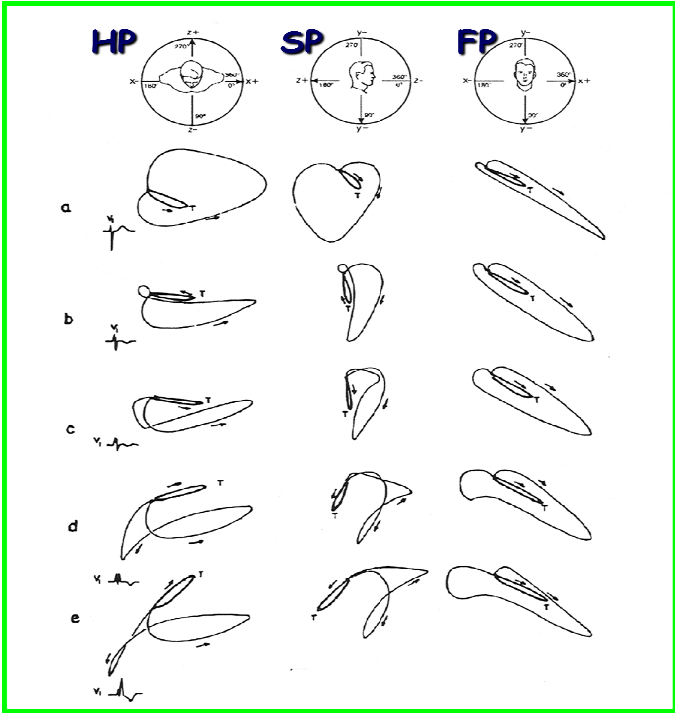 HP SP FP
z+ y− y−
270° 270° 270°
x− 180° 360° 0° x+ z+ 180° 360° 0° z− x− 180° 360° 0° x+
90° 90° 90°
z− y− y−
a
V₁
T T T
b
V₁
T T T
c
V₁
T T T
d
V₁
T T T
e
V₁
T T T